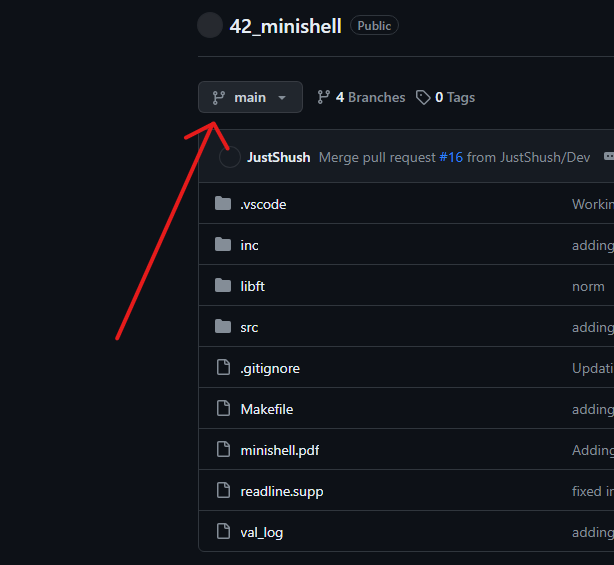 42_minishell Public
main 4 Branches 0 Tags
JustShush Merge pull request #16 from JustShush/Dev
.vscode Workin
inc adding
libft norm
src adding
.gitignore Updati
Makefile adding
minishell.pdf Adding
readline.supp fixed in
val_log adding